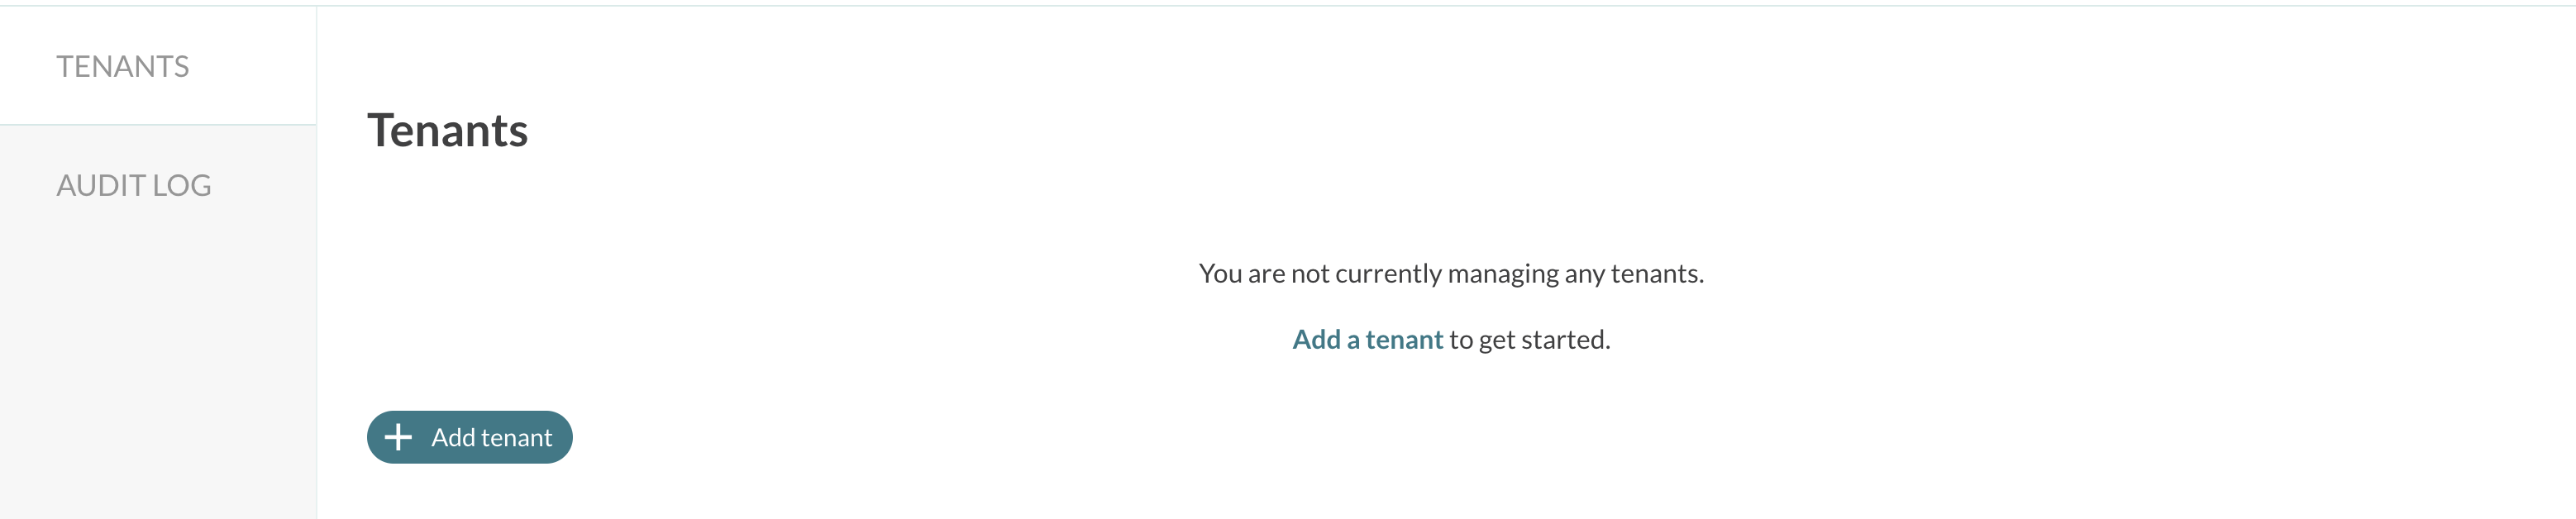 TENANTS
AUDIT LOG
Tenants
You are not currently managing any tenants.
Add a tenant to get started.
Add tenant